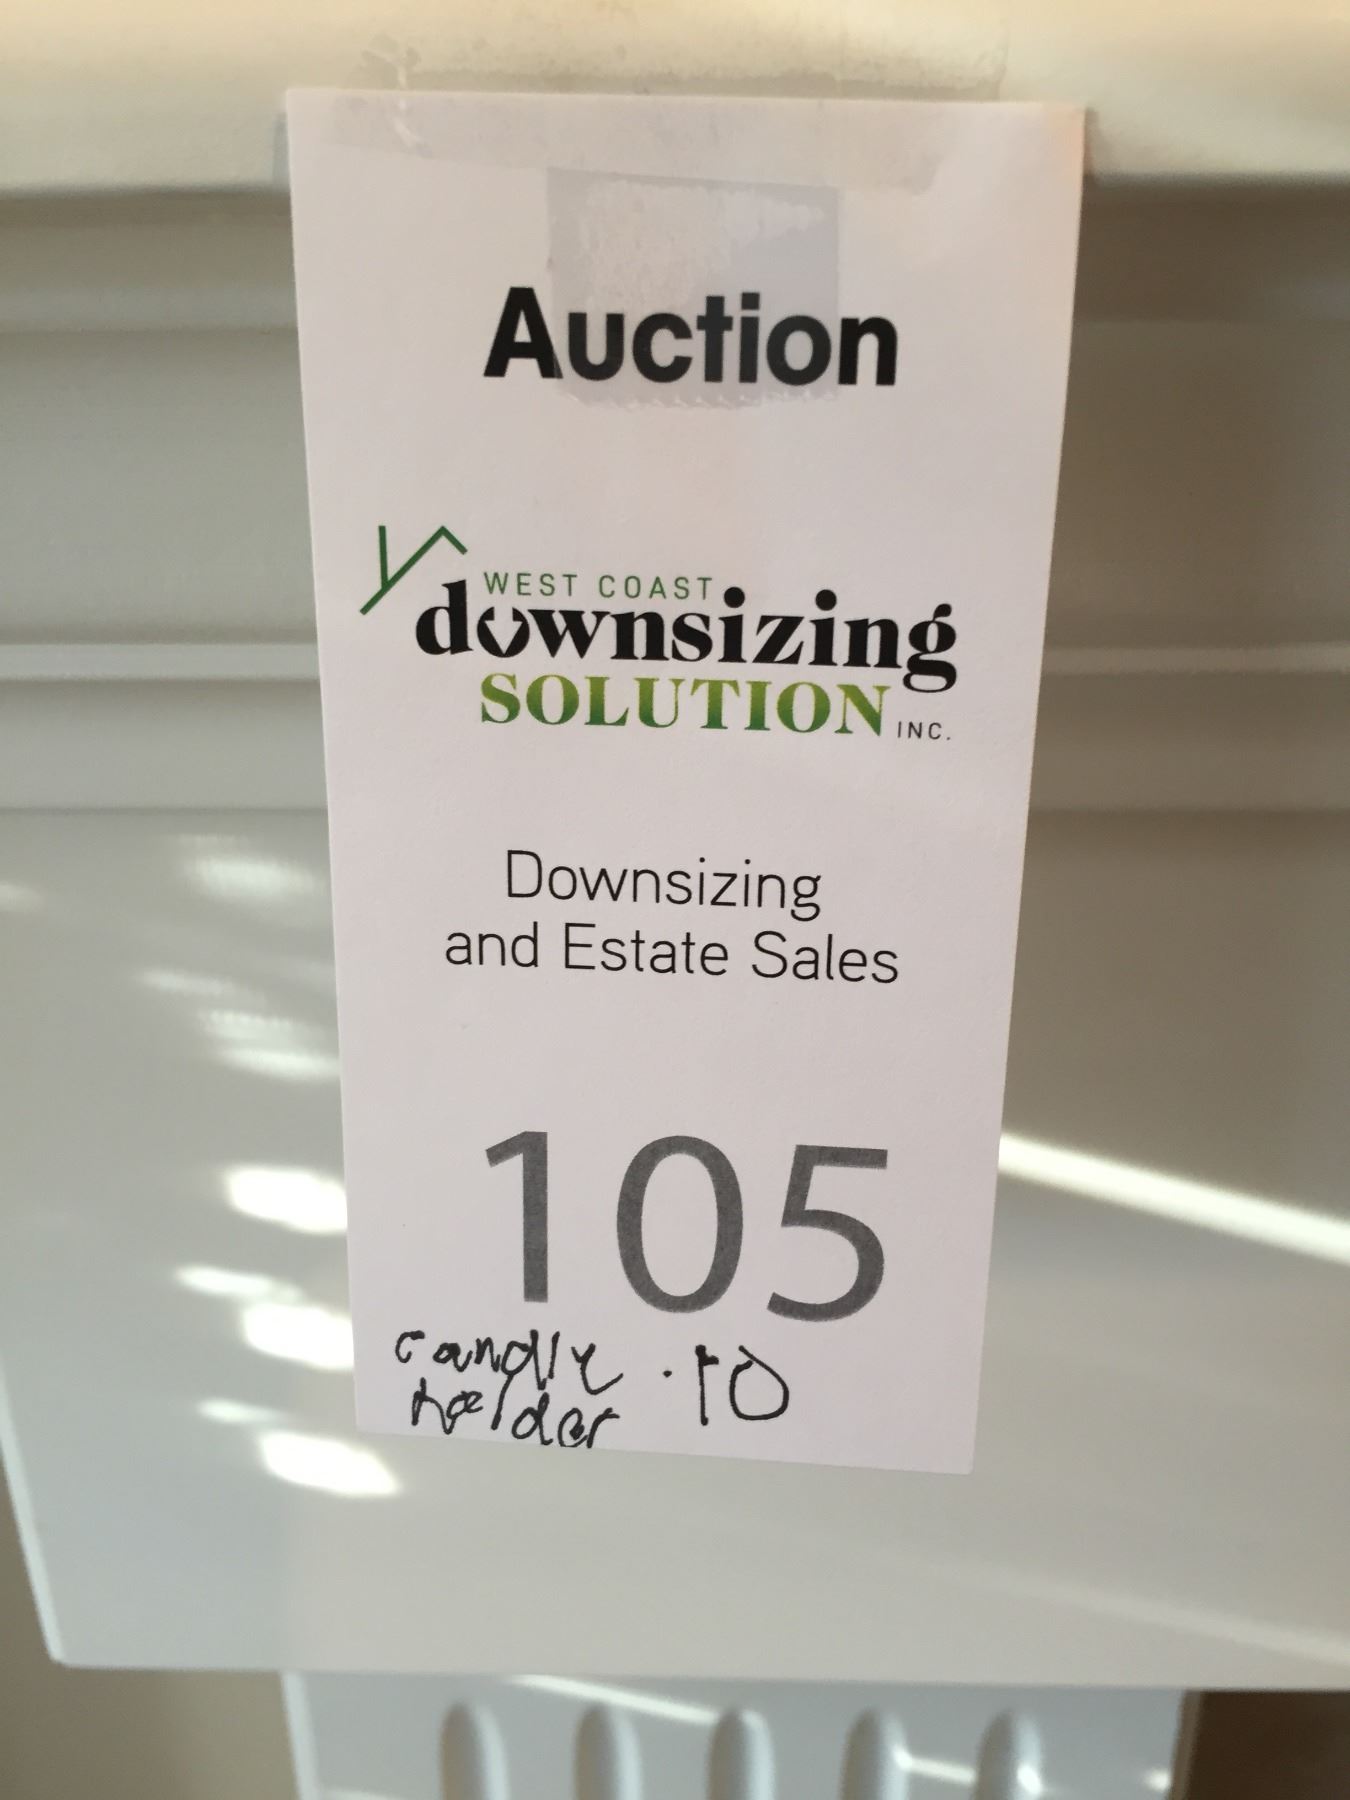 Auction
WEST COAST
downsizing
SOLUTION INC.
Downsizing
and Estate Sales
105
candle .10
holder